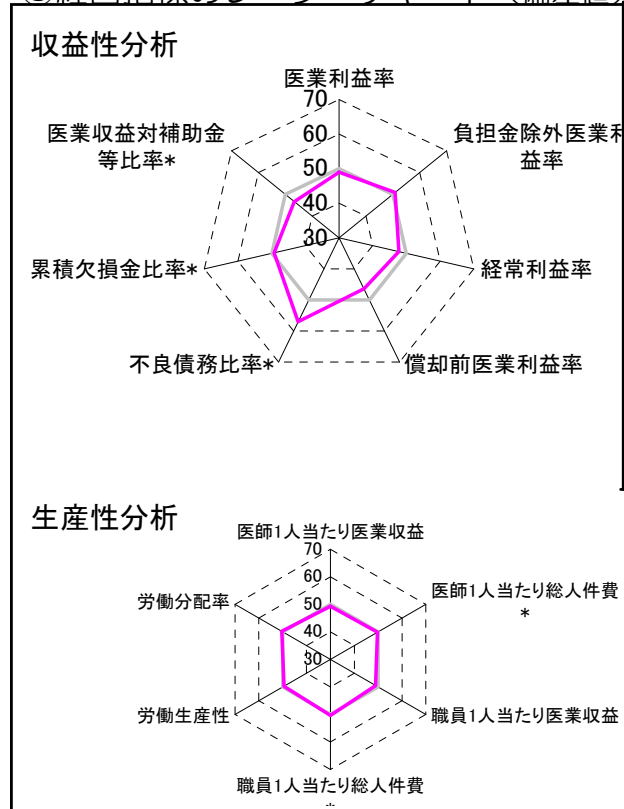 収益性分析
医業利益率
70
60
50
40
30
負担金除外医業利
益率
経常利益率
償却前医業利益率
不良債務比率*
累積欠損金比率*
医業収益対補助金
等比率*
生産性分析
医師1人当たり医業収益
70
60
50
40
30
医師1人当たり総人件費
*
職員1人当たり医業収益
職員1人当たり総人件費
*
労働生産性
労働分配率